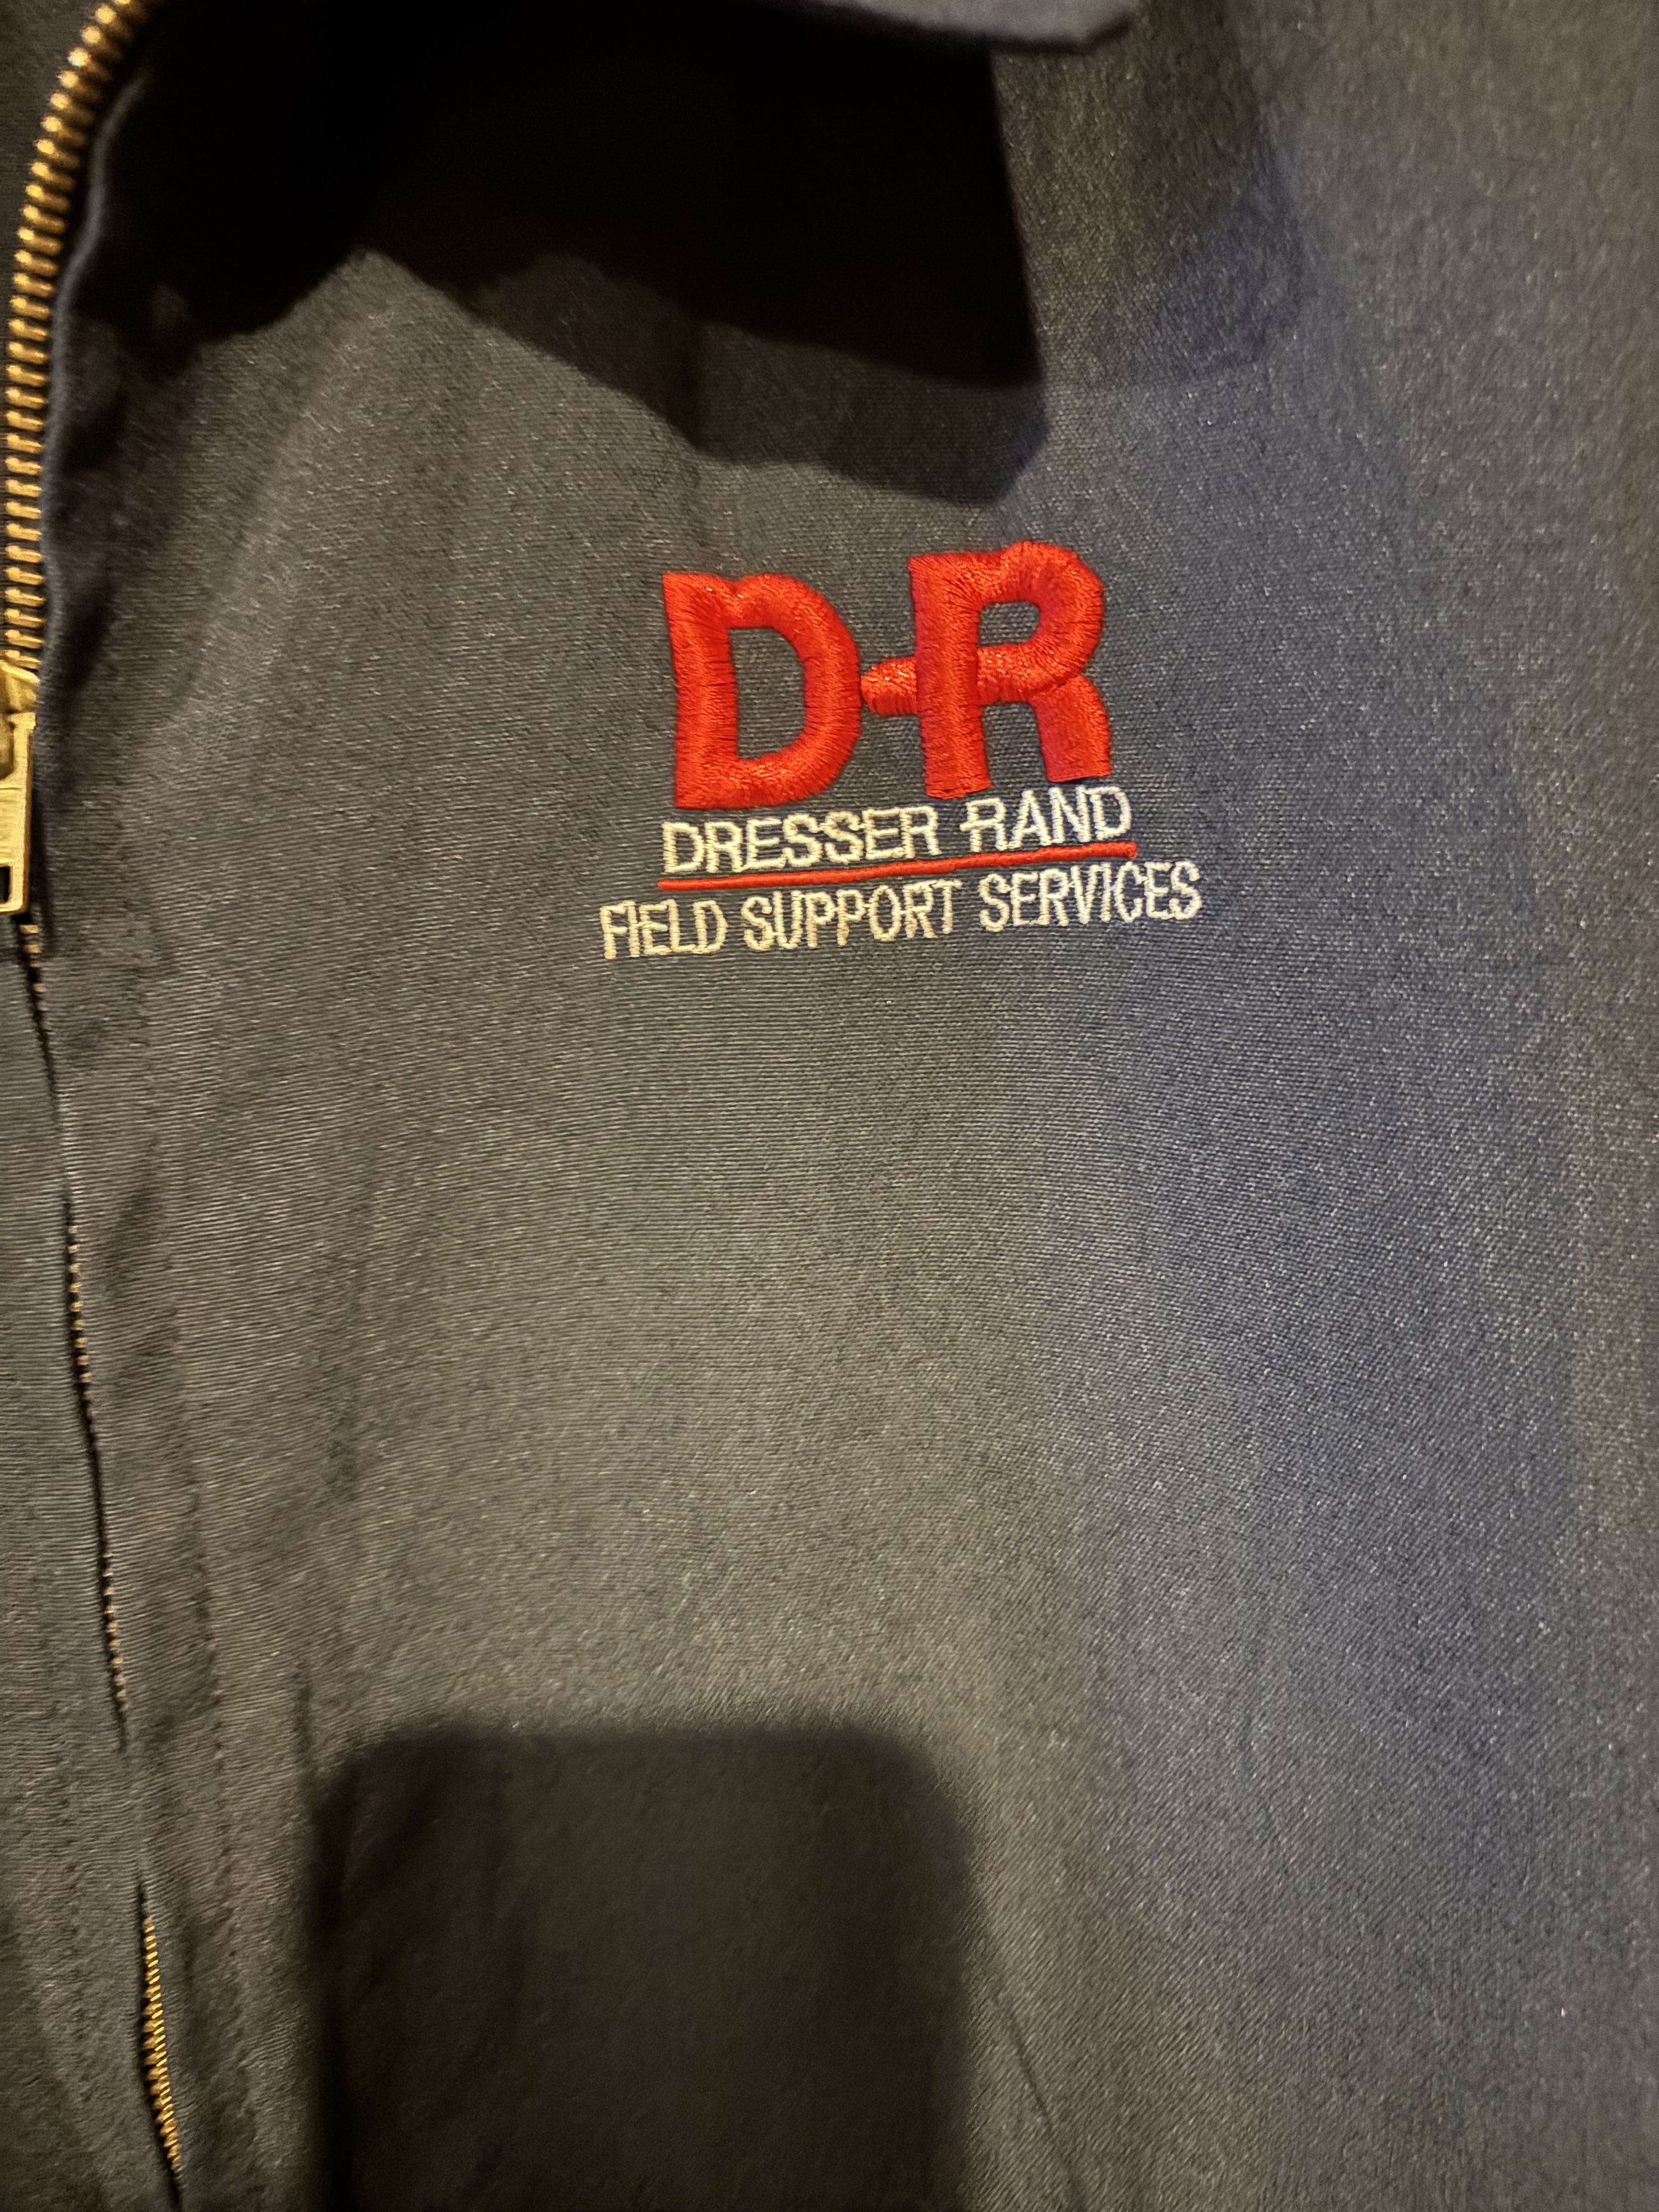 D-R
DRESSER RAND
FIELD SUPPORT SERVICES